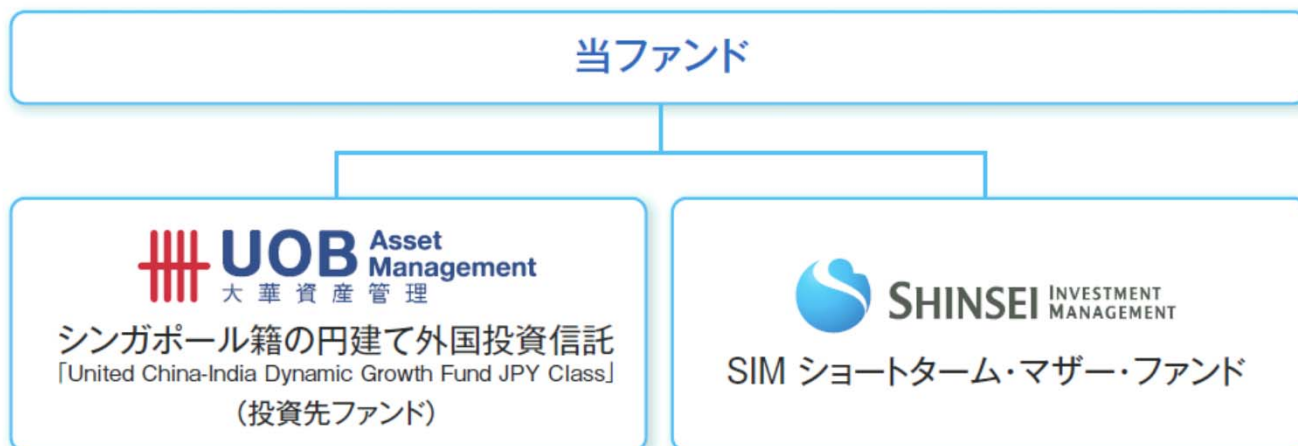 当ファンド
UOB Asset Management
大華資産管理
シンガポール籍の円建て外国投資信託
「United China-India Dynamic Growth Fund JPY Class」
（投資先ファンド）
SHINSEI INVESTMENT MANAGEMENT
SIM ショートターム・マザー・ファンド